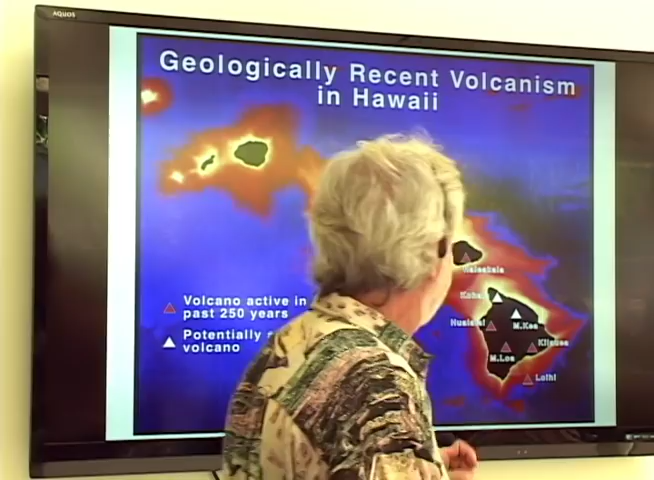 AQUOS
Geologically Recent Volcanism
in Hawaii
Haleakala
Volcano active in
past 250 years
Hualalai
M.Kea
Potentially
volcano
Kilauea
M.Loa
Loihi